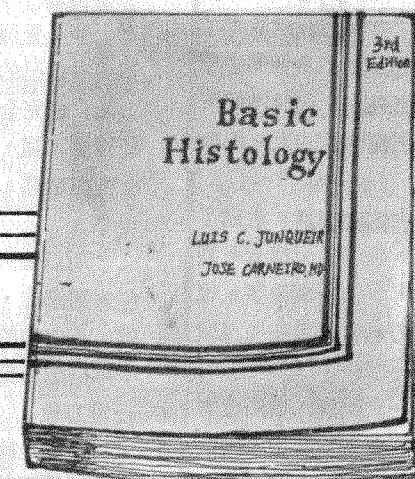 3rd
Edition
Basic
Histology
LUIS C. JUNQUEIR
JOSE CARNEIRO, MD